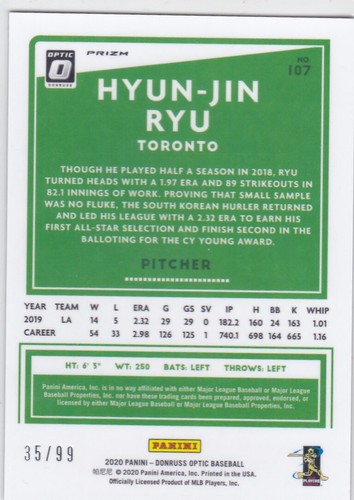 OPTIC
DONRUSS
PRIZM
NO.
107
HYUN-JIN
RYU
TORONTO
THOUGH HE PLAYED HALF A SEASON IN 2018, RYU
TURNED HEADS WITH A 1.97 ERA AND 89 STRIKEOUTS IN
82.1 INNINGS OF WORK. PROVING THAT SMALL SAMPLE
WAS NO FLUKE, THE SOUTH KOREAN HURLER RETURNED
AND LED HIS LEAGUE WITH A 2.32 ERA TO EARN HIS
FIRST ALL-STAR SELECTION AND FINISH SECOND IN THE
BALLOTING FOR THE CY YOUNG AWARD.
PITCHER
YEAR TEAM W L ERA G GS SV IP H BB K WHIP
2019 LA 14 5 2.32 29 29 0 182.2 160 24 163 1.01
CAREER 54 33 2.98 126 125 1 740.1 698 164 665 1.16
HT: 6' 3" WT: 250 BATS: LEFT THROWS: LEFT
Panini America, Inc. is in no way affiliated with either Major League Baseball or Major League
Baseball Properties, Inc., nor have these trading cards been prepared, approved, endorsed,
or licensed by either Major League Baseball or Major League Baseball Properties, Inc.
35/99
PANINI
2020 PANINI – DONRUSS OPTIC BASEBALL
帕尼尼 © 2020 Panini America, Inc. Printed in the USA.
Officially Licensed Product of MLB Players, Inc.
PLAYERS